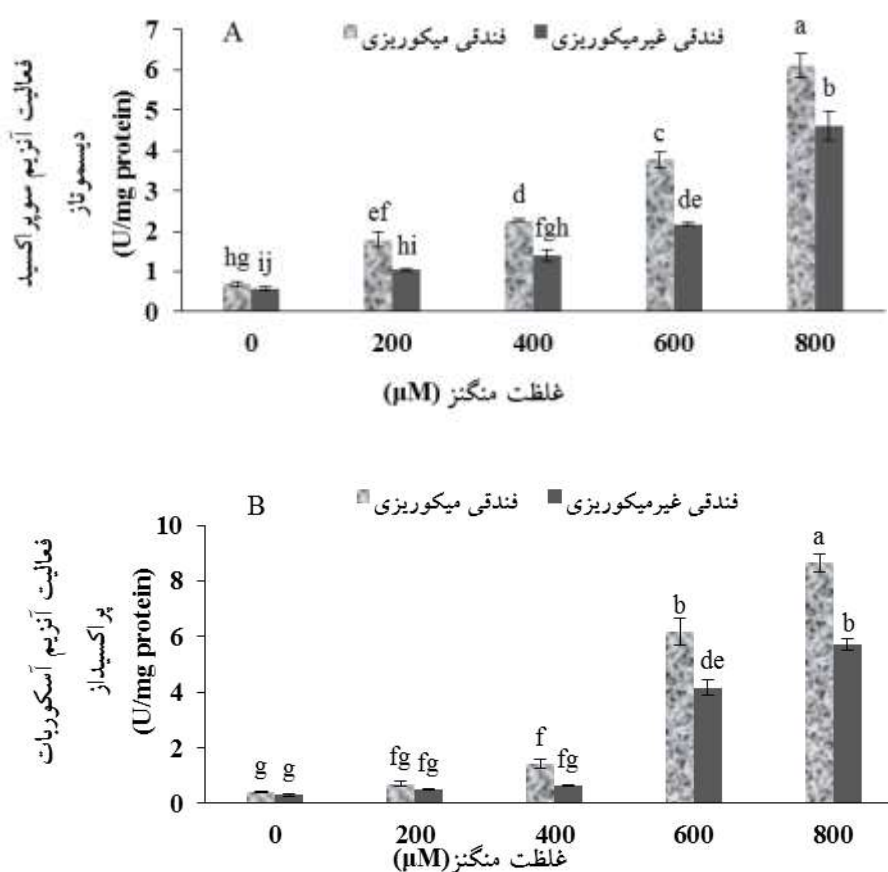 A فندقی میکوریزی فندقی غیرمیکوریزی
فعالیت آنزیم سوپراکسید
دیسموتاز
(U/mg protein)
7
6
5
4
3
2
1
0
hg ij ef hi d fgh c de a b
0 200 400 600 800
غلظت منگنز (µM)
B فندقی میکوریزی فندقی غیرمیکوریزی
فعالیت آنزیم آسکوربات
پراکسیداز
(U/mg protein)
10
8
6
4
2
0
g g fg fg f fg b de a b
0 200 400 600 800
غلظت منگنز(µM)